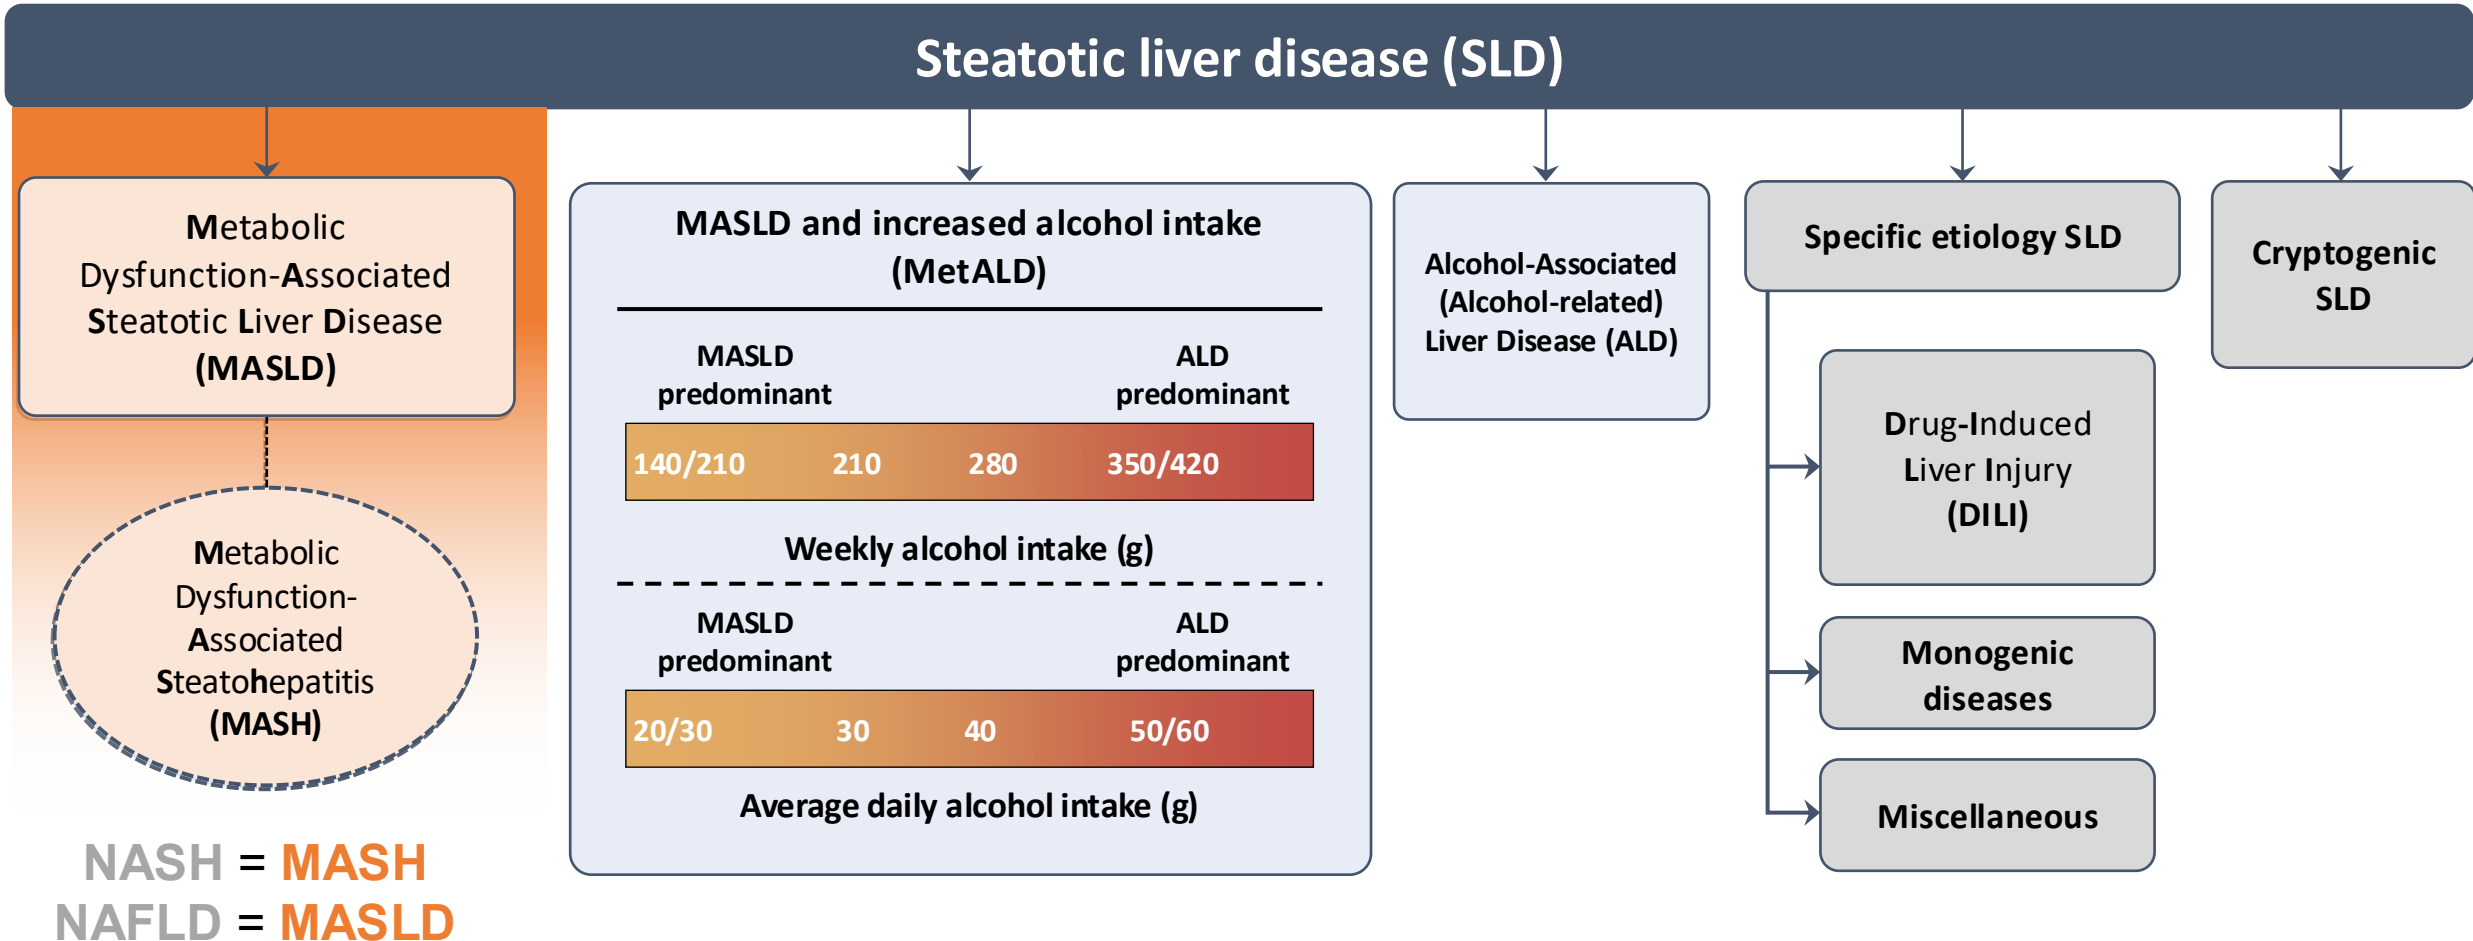 Steatotic liver disease (SLD)
Metabolic
Dysfunction-Associated
Steatotic Liver Disease
(MASLD)
Metabolic
Dysfunction-
Associated
Steatohepatitis
(MASH)
NASH = MASH
NAFLD = MASLD
MASLD and increased alcohol intake
(MetALD)
MASLD
predominant
ALD
predominant
140/210 210 280 350/420
Weekly alcohol intake (g)
MASLD
predominant
ALD
predominant
20/30 30 40 50/60
Average daily alcohol intake (g)
Alcohol-Associated
(Alcohol-related)
Liver Disease (ALD)
Specific etiology SLD
Drug-Induced
Liver Injury
(DILI)
Monogenic
diseases
Miscellaneous
Cryptogenic
SLD